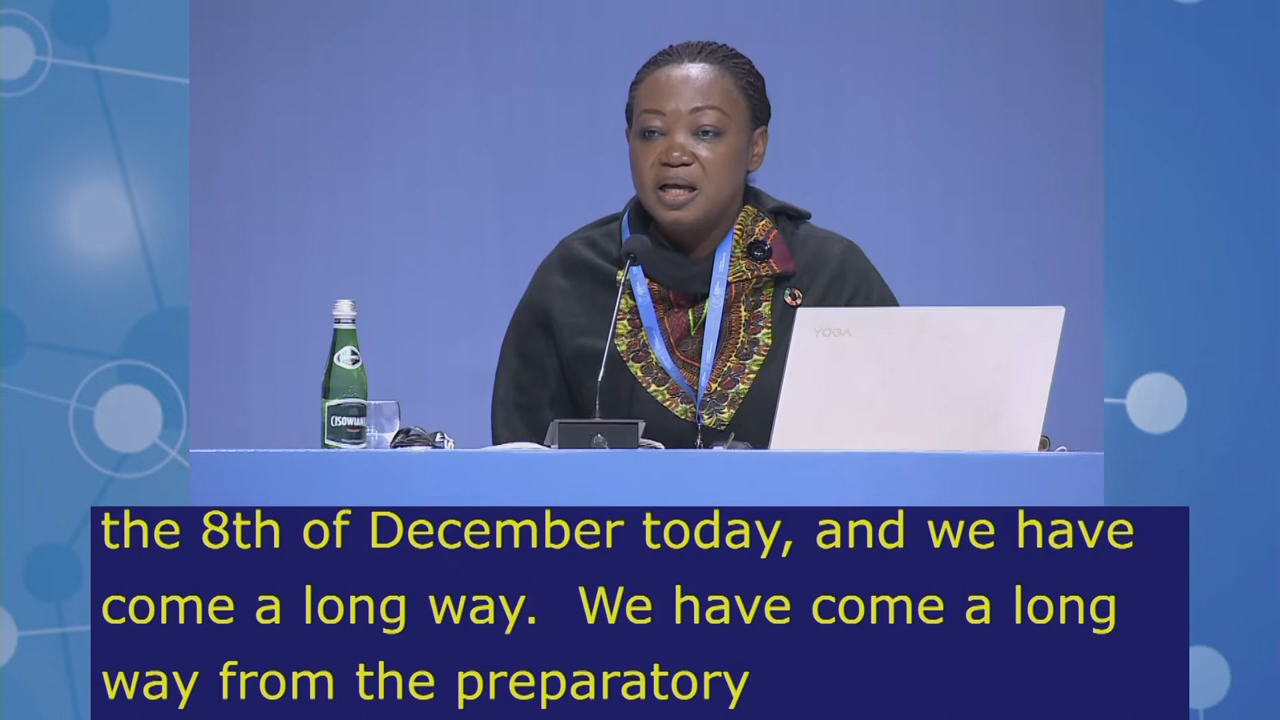 YOGA
CISOWIAN
the 8th of December today, and we have
come a long way.  We have come a long
way from the preparatory